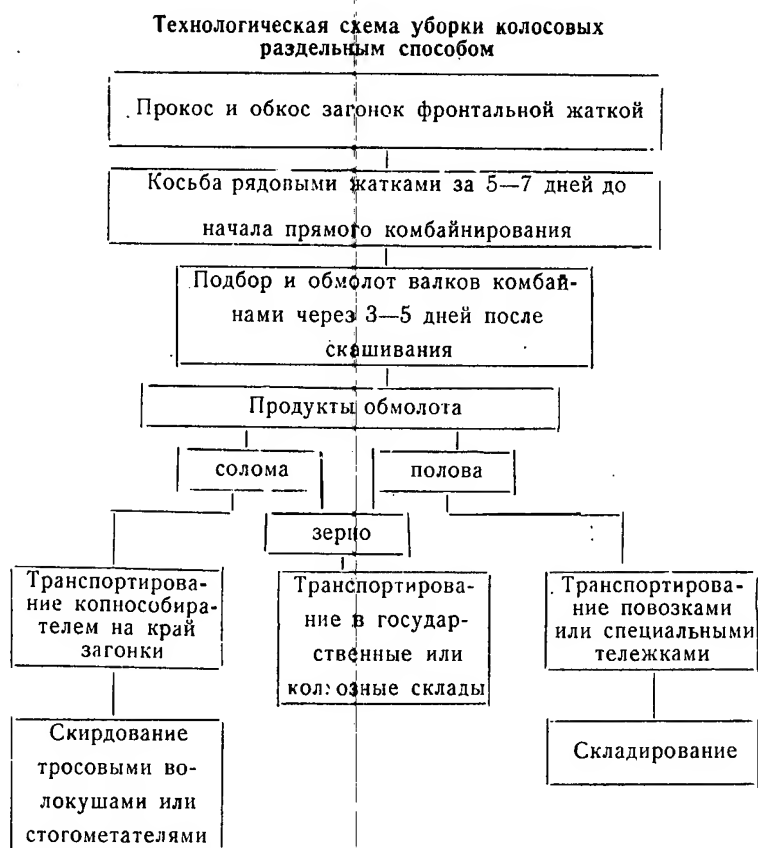 Технологическая схема уборки колосовых
раздельным способом
Прокос и обкос загонок фронтальной жаткой
Косьба рядовыми жатками за 5—7 дней до
начала прямого комбайнирования
Подбор и обмолот валков комбай-
нами через 3—5 дней после
скашивания
Продукты обмолота
солома
полова
зерно
Транспортирова-
ние копнособира-
телем на край
загонки
Транспортирова-
ние в государ-
ственные или
колхозные склады
Транспортирова-
ние повозками
или специальными
тележками
Скирдование
тросовыми во-
локушами или
стогометателями
Складирование